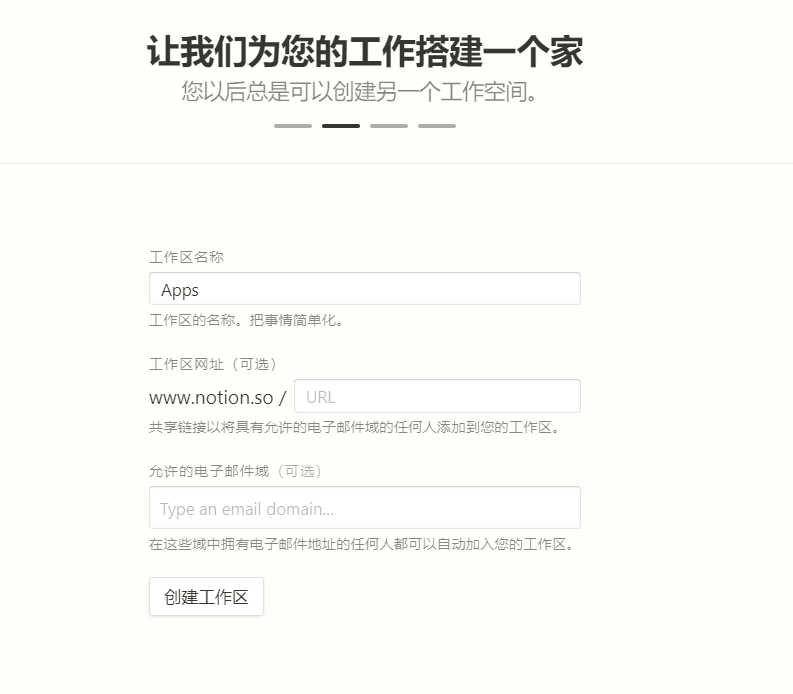 让我们为您的工作搭建一个家
您以后总是可以创建另一个工作空间。
工作区名称
Apps
工作区的名称。把事情简单化。
工作区网址（可选）
www.notion.so / URL
共享链接以将具有允许的电子邮件域的任何人添加到您的工作区。
允许的电子邮件域（可选）
Type an email domain...
在这些域中拥有电子邮件地址的任何人都可以自动加入您的工作区。
创建工作区